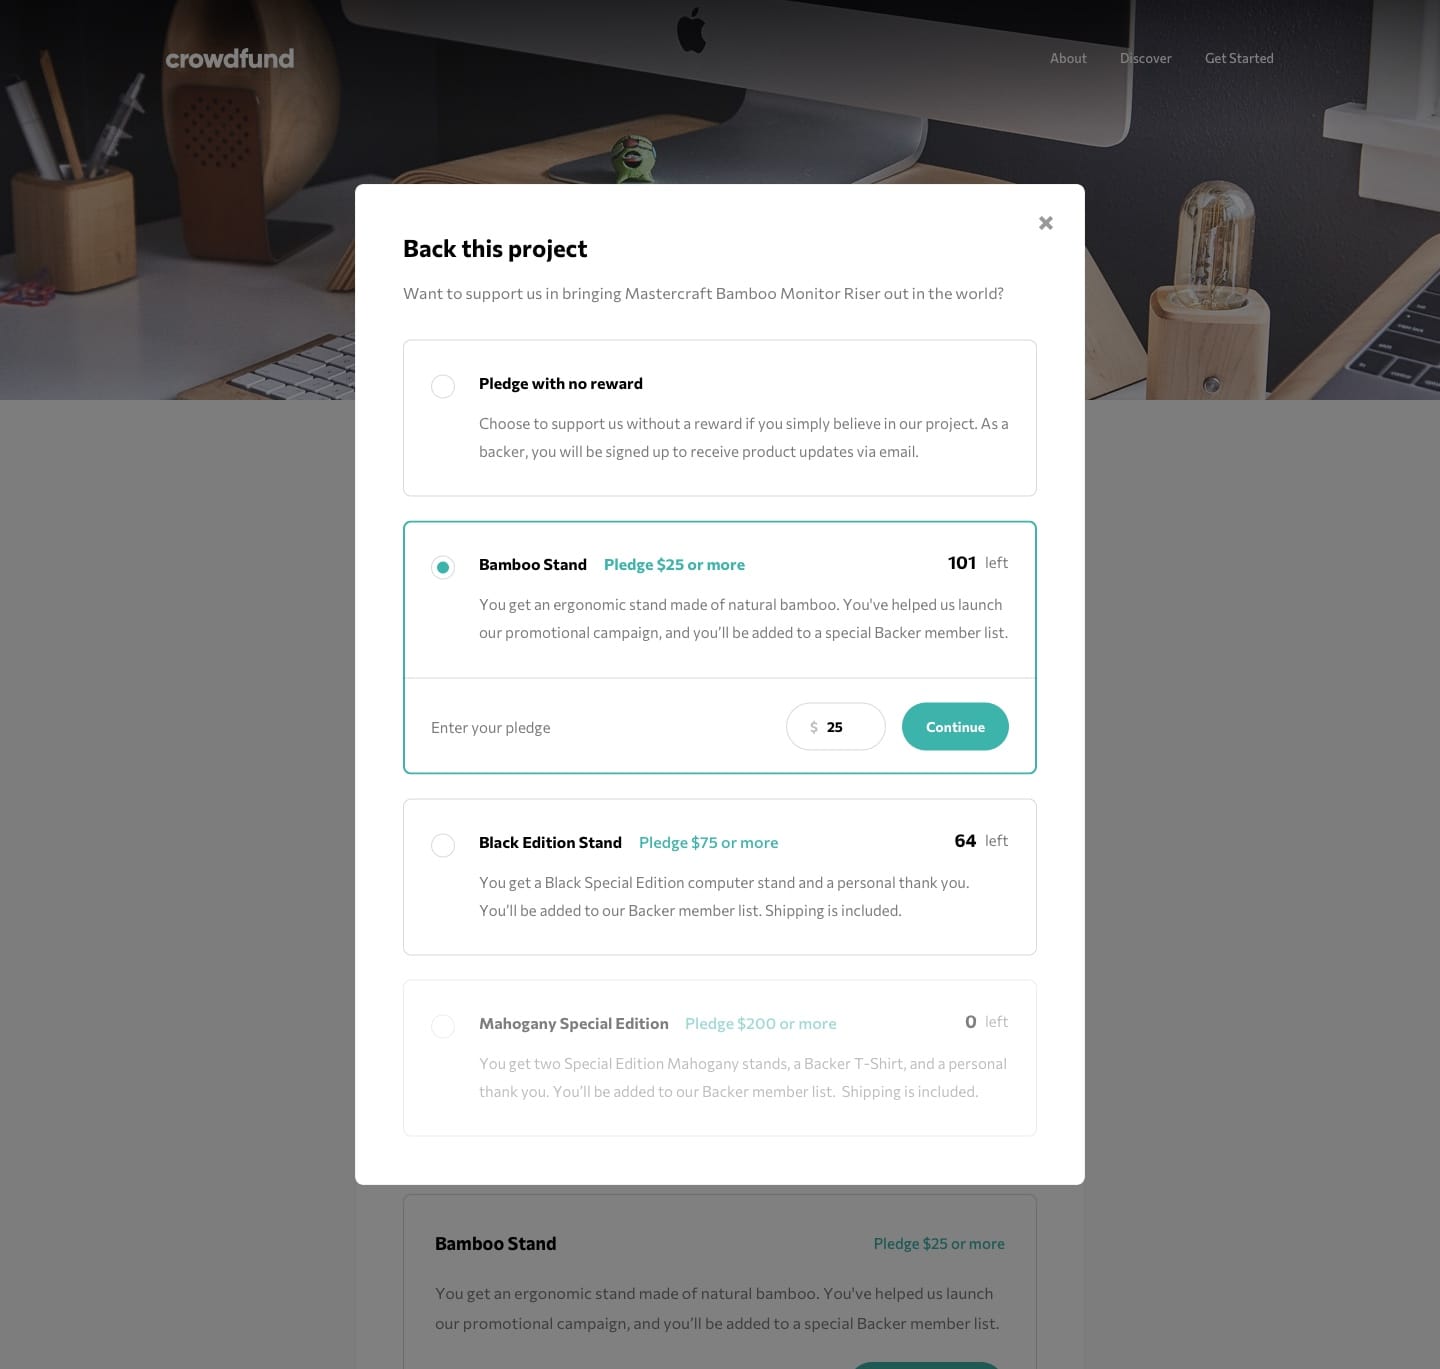 crowdfund
About Discover Get Started
Back this project
Want to support us in bringing Mastercraft Bamboo Monitor Riser out in the world?
Pledge with no reward
Choose to support us without a reward if you simply believe in our project. As a
backer, you will be signed up to receive product updates via email.
Bamboo Stand Pledge $25 or more 101 left
You get an ergonomic stand made of natural bamboo. You've helped us launch
our promotional campaign, and you’ll be added to a special Backer member list.
Enter your pledge $ 25 Continue
Black Edition Stand Pledge $75 or more 64 left
You get a Black Special Edition computer stand and a personal thank you.
You’ll be added to our Backer member list. Shipping is included.
Mahogany Special Edition Pledge $200 or more 0 left
You get two Special Edition Mahogany stands, a Backer T-Shirt, and a personal
thank you. You’ll be added to our Backer member list. Shipping is included.
Bamboo Stand Pledge $25 or more
You get an ergonomic stand made of natural bamboo. You've helped us launch
our promotional campaign, and you’ll be added to a special Backer member list.